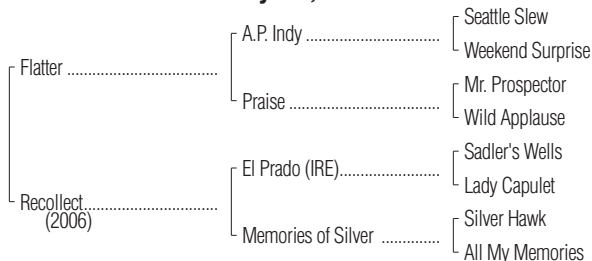 Seattle Slew
A.P. Indy
Weekend Surprise
Flatter
Mr. Prospector
Praise
Wild Applause
Sadler's Wells
El Prado (IRE)
Lady Capulet
Recollect
(2006)
Silver Hawk
Memories of Silver
All My Memories